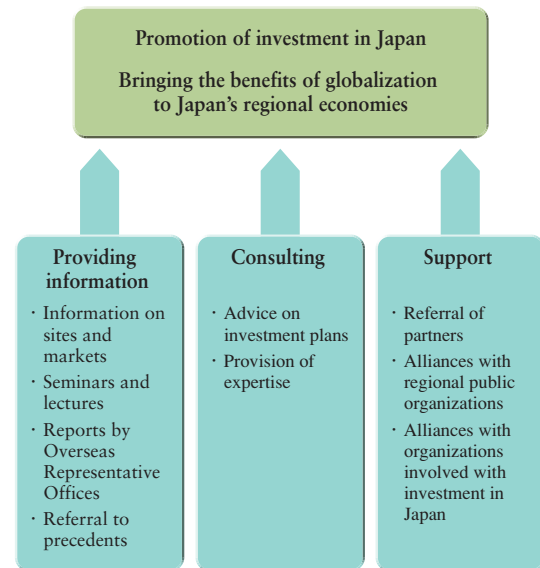 Promotion of investment in Japan
Bringing the benefits of globalization
to Japan's regional economies
Providing
information
· Information on
sites and
markets
· Seminars and
lectures
· Reports by
Overseas
Representative
Offices
· Referral to
precedents
Consulting
· Advice on
investment plans
· Provision of
expertise
Support
· Referral of
partners
· Alliances with
regional public
organizations
· Alliances with
organizations
involved with
investment in
Japan